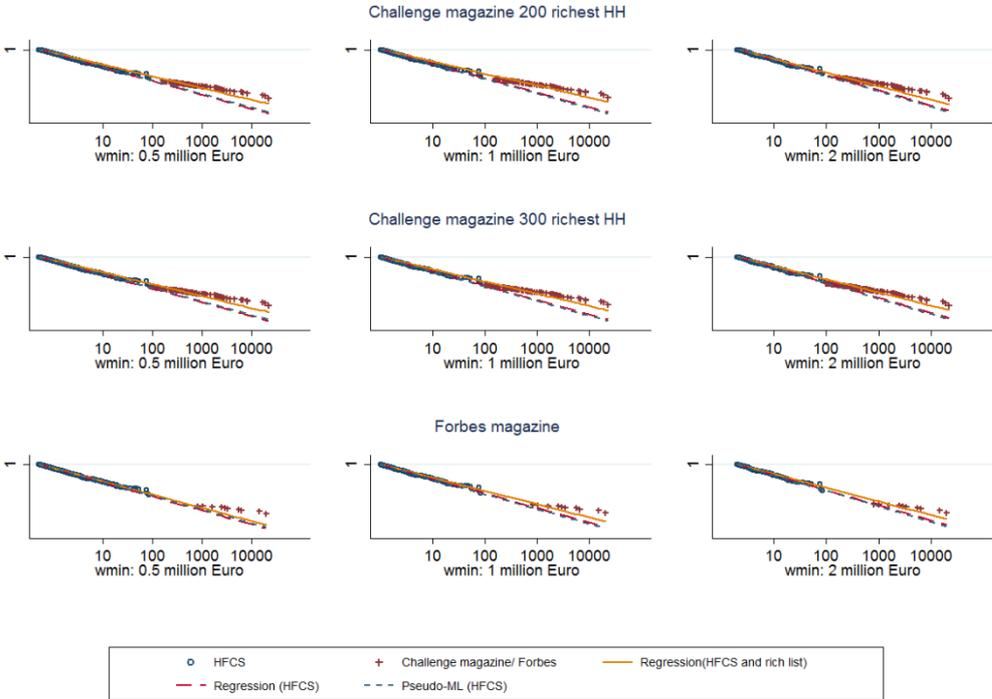 Challenge magazine 200 richest HH
1 1 1
10 100 1000 10000 10 100 1000 10000 10 100 1000 10000
wmin: 0.5 million Euro wmin: 1 million Euro wmin: 2 million Euro
Challenge magazine 300 richest HH
1 1 1
10 100 1000 10000 10 100 1000 10000 10 100 1000 10000
wmin: 0.5 million Euro wmin: 1 million Euro wmin: 2 million Euro
Forbes magazine
1 1 1
10 100 1000 10000 10 100 1000 10000 10 100 1000 10000
wmin: 0.5 million Euro wmin: 1 million Euro wmin: 2 million Euro
HFCS Challenge magazine/ Forbes Regression(HFCS and rich list)
Regression (HFCS) Pseudo-ML (HFCS)